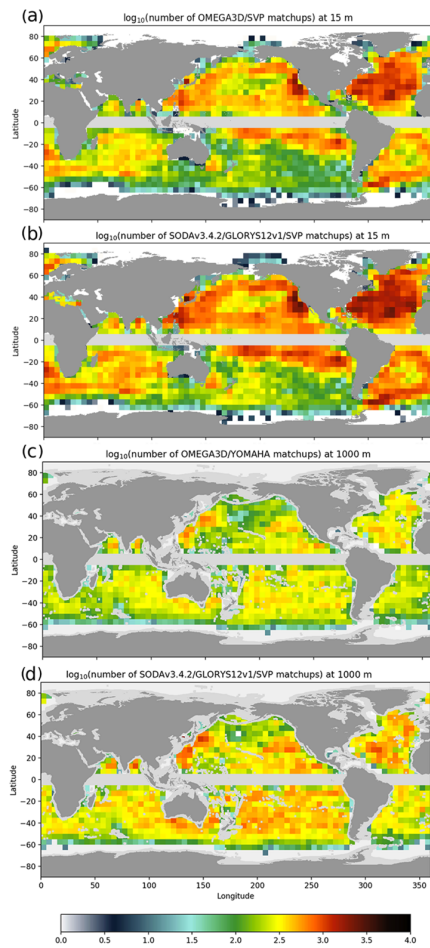 (a)
log₁₀(number of OMEGA3D/SVP matchups) at 15 m
80
60
40
20
0
−20
−40
−60
−80
Latitude
(b)
log₁₀(number of SODAv3.4.2/GLORYS12v1/SVP matchups) at 15 m
80
60
40
20
0
−20
−40
−60
−80
Latitude
(c)
log₁₀(number of OMEGA3D/YOMAHA matchups) at 1000 m
80
60
40
20
0
−20
−40
−60
−80
Latitude
(d)
log₁₀(number of SODAv3.4.2/GLORYS12v1/SVP matchups) at 1000 m
80
60
40
20
0
−20
−40
−60
−80
Latitude
0 50 100 150 200 250 300 350
Longitude
0.0 0.5 1.0 1.5 2.0 2.5 3.0 3.5 4.0